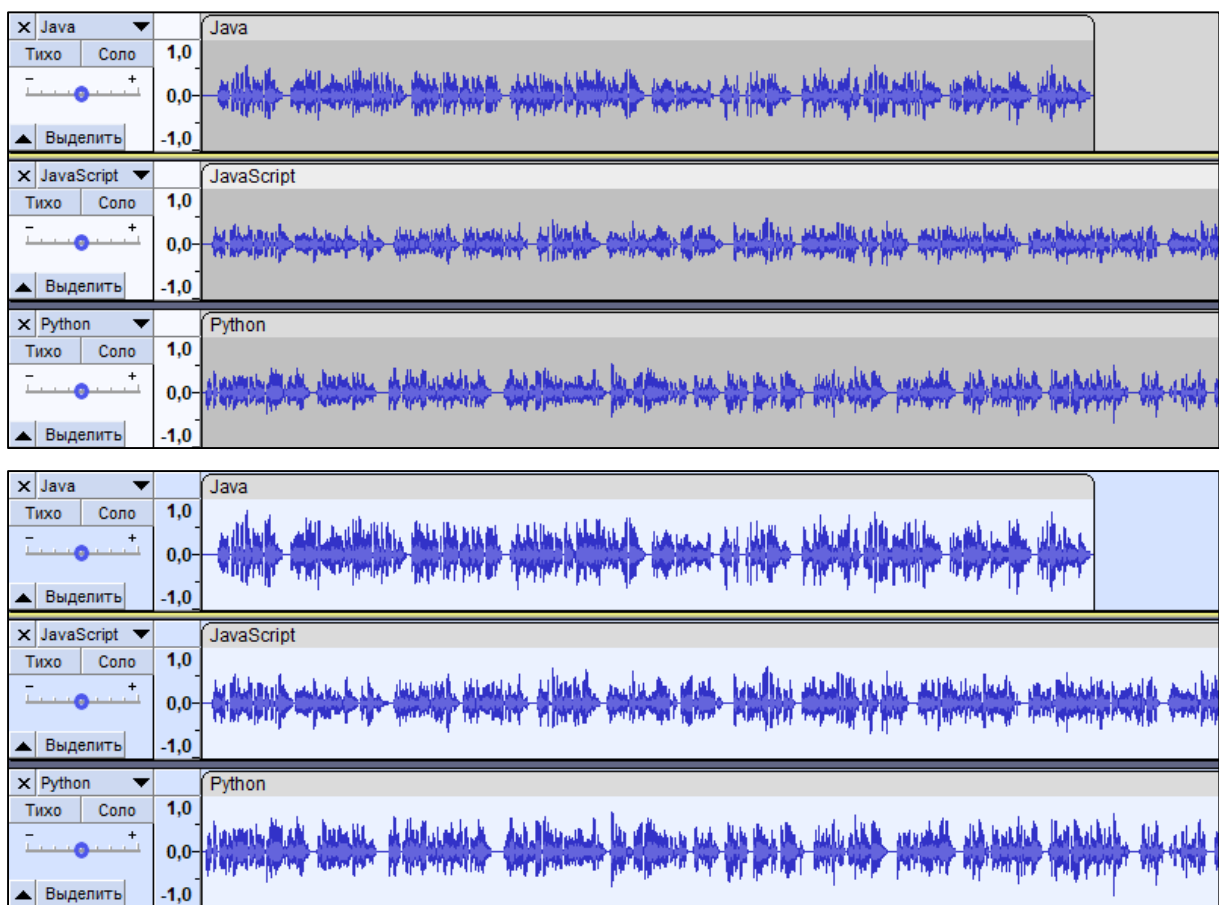 Java Java
Тихо Соло 1,0
- + 0,0
Выделить -1,0
JavaScript JavaScript
Тихо Соло 1,0
- + 0,0
Выделить -1,0
Python Python
Тихо Соло 1,0
- + 0,0
Выделить -1,0
Java Java
Тихо Соло 1,0
- + 0,0
Выделить -1,0
JavaScript JavaScript
Тихо Соло 1,0
- + 0,0
Выделить -1,0
Python Python
Тихо Соло 1,0
- + 0,0
Выделить -1,0